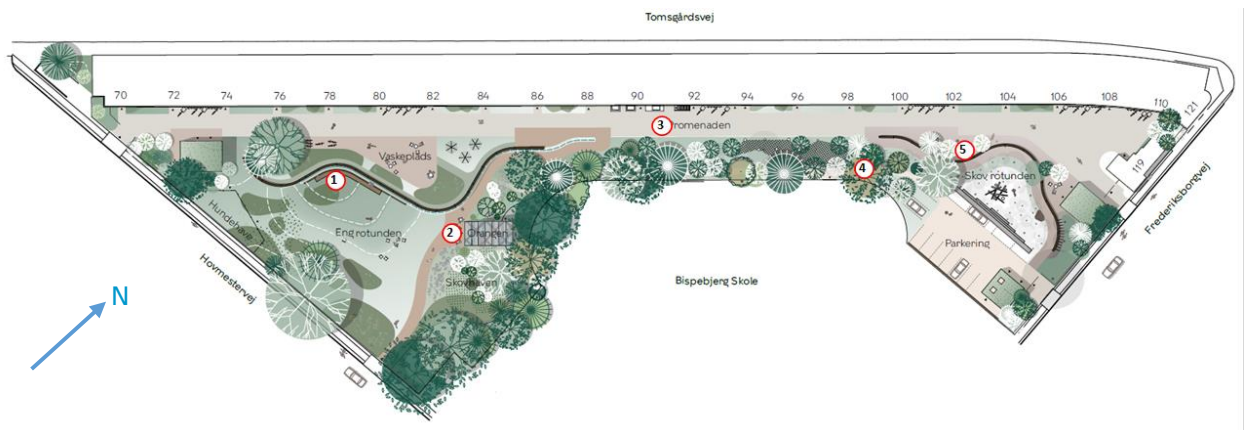 Tomsgårdsvej
70 72 74 76 78 80 82 84 86 88 90 92 94 96 98 100 102 104 106 108 110 121
3 Promenaden
5
Vaskeplads
119
4
Skov rotunden
1
Hundehave
Eng rotunden
2
Orangeri
Frederiksborgvej
Parkering
Hovmestervej
Skovhaven
Bispebjerg Skole
N